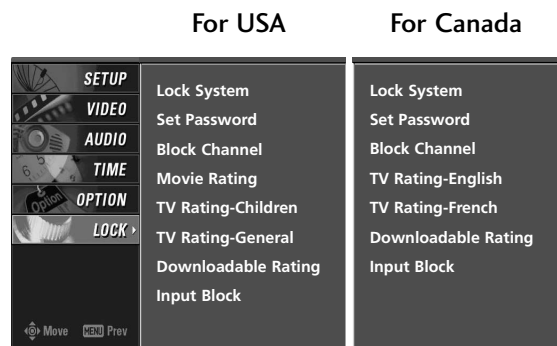 For USA
For Canada
SETUP
VIDEO
AUDIO
TIME
OPTION
LOCK
Move MENU Prev
Lock System
Set Password
Block Channel
Movie Rating
TV Rating-Children
TV Rating-General
Downloadable Rating
Input Block
Lock System
Set Password
Block Channel
TV Rating-English
TV Rating-French
Downloadable Rating
Input Block